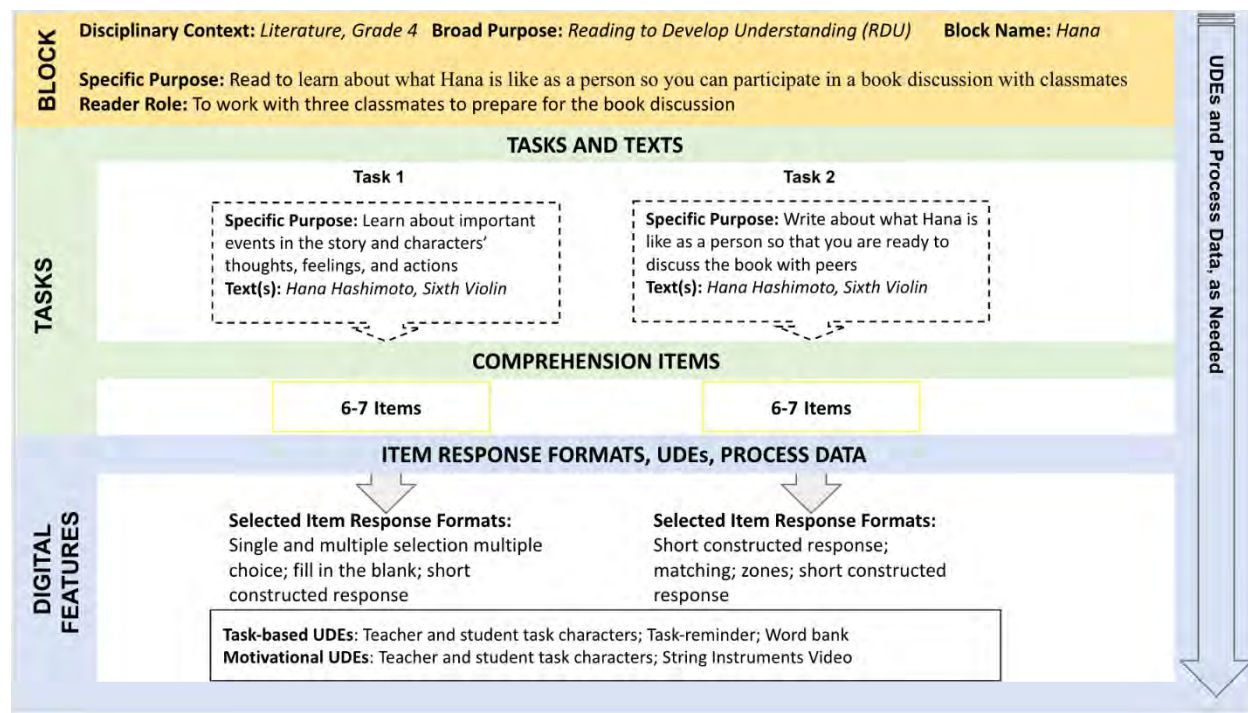 BLOCK
Disciplinary Context: Literature, Grade 4 Broad Purpose: Reading to Develop Understanding (RDU) Block Name: Hana
Specific Purpose: Read to learn about what Hana is like as a person so you can participate in a book discussion with classmates
Reader Role: To work with three classmates to prepare for the book discussion
UDEs and Process Data, as Needed
TASKS
TASKS AND TEXTS
Task 1
Specific Purpose: Learn about important
events in the story and characters'
thoughts, feelings, and actions
Text(s): Hana Hashimoto, Sixth Violin
Task 2
Specific Purpose: Write about what Hana is
like as a person so that you are ready to
discuss the book with peers
Text(s): Hana Hashimoto, Sixth Violin
COMPREHENSION ITEMS
6-7 Items
6-7 Items
DIGITAL
FEATURES
ITEM RESPONSE FORMATS, UDEs, PROCESS DATA
Selected Item Response Formats:
Single and multiple selection multiple
choice; fill in the blank; short
constructed response
Selected Item Response Formats:
Short constructed response;
matching; zones; short constructed
response
Task-based UDEs: Teacher and student task characters; Task-reminder; Word bank
Motivational UDEs: Teacher and student task characters; String Instruments Video